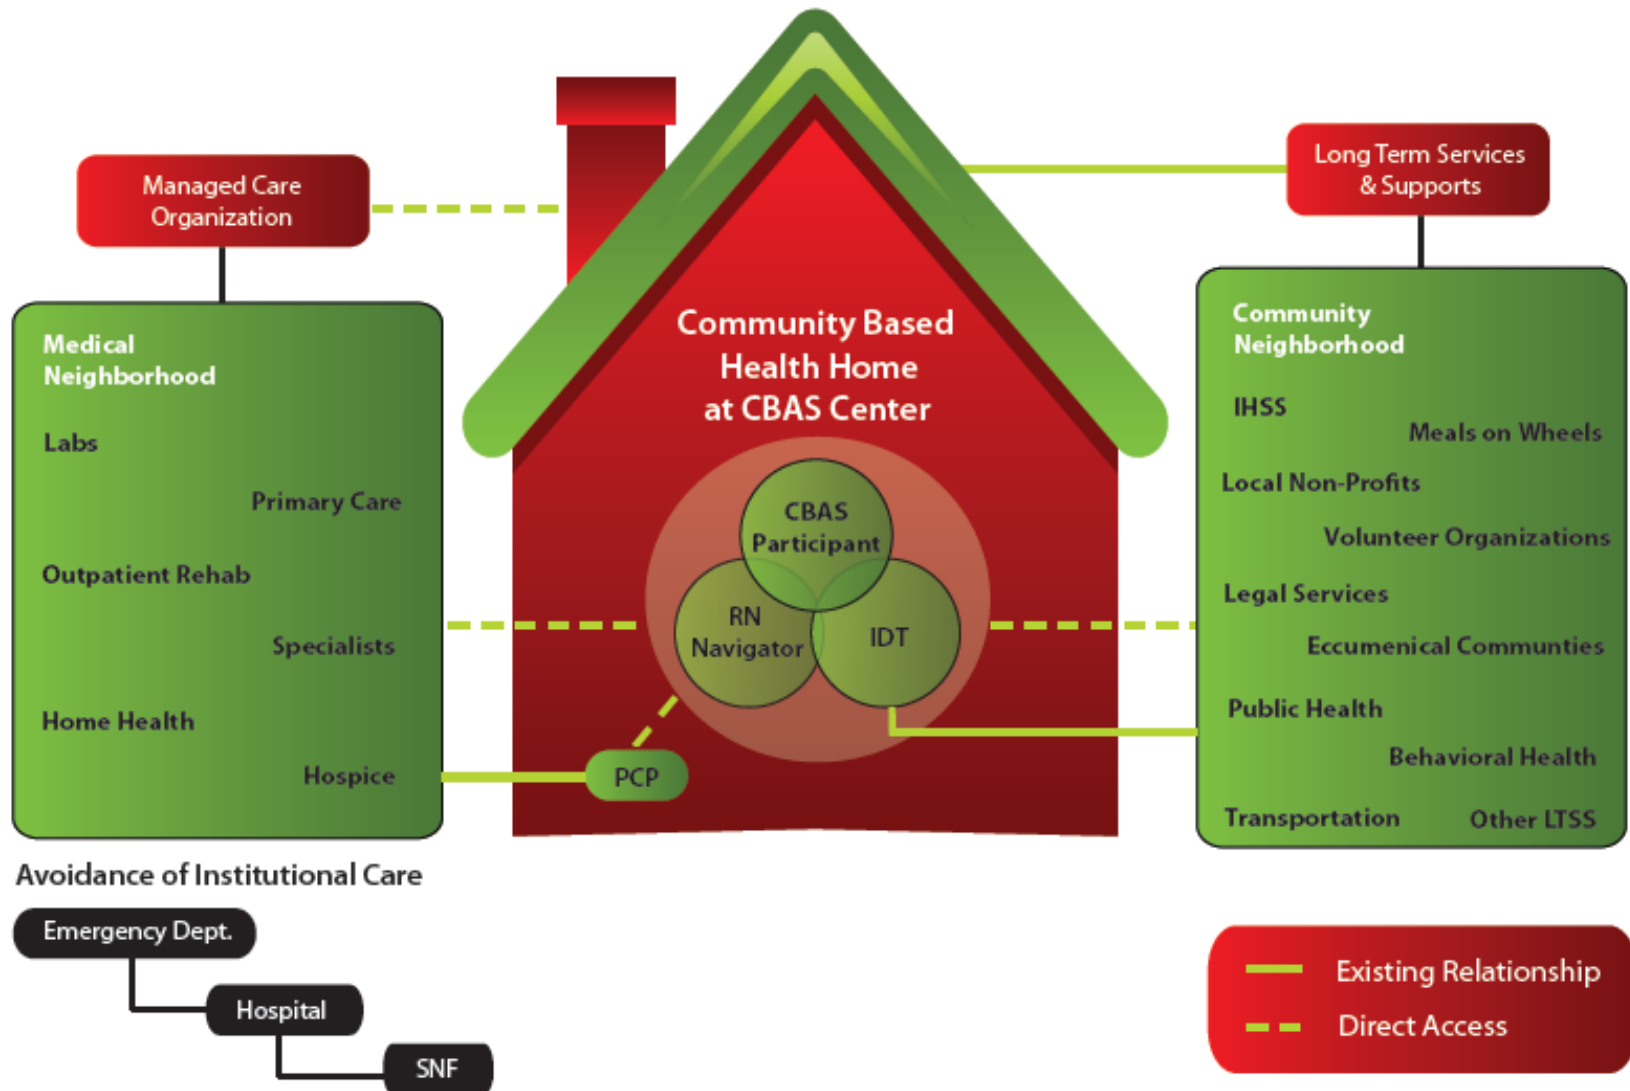 Managed Care
Organization
Long Term Services
& Supports
Medical
Neighborhood
Labs
Primary Care
Outpatient Rehab
Specialists
Home Health
Hospice
Community Based
Health Home
at CBAS Center
CBAS
Participant
RN
Navigator
IDT
PCP
Community
Neighborhood
IHSS
Meals on Wheels
Local Non-Profits
Volunteer Organizations
Legal Services
Eccumenical Communties
Public Health
Behavioral Health
Transportation
Other LTSS
Avoidance of Institutional Care
Emergency Dept.
Hospital
SNF
Existing Relationship
Direct Access